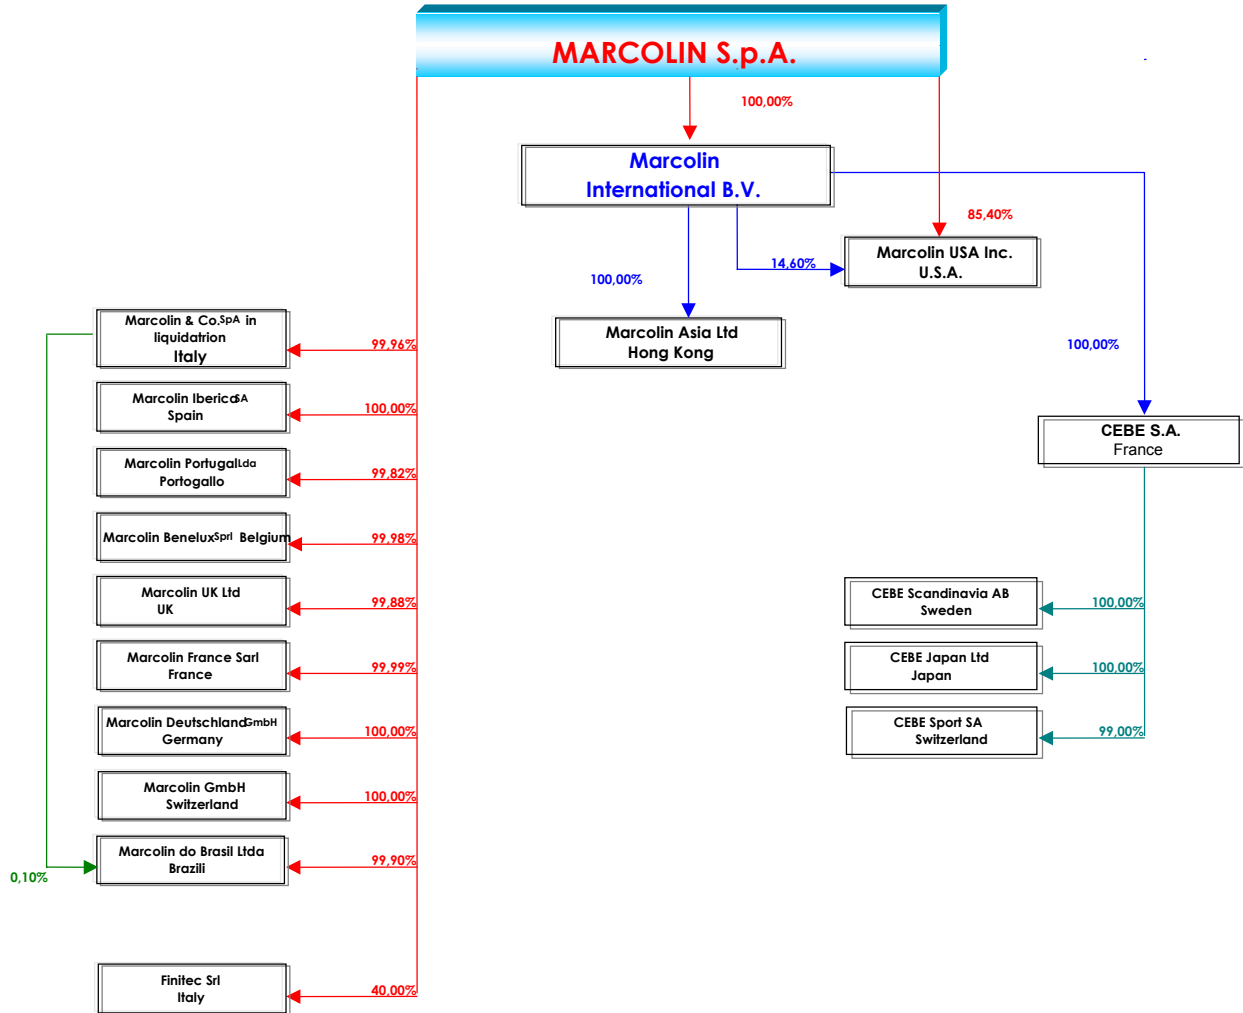 MARCOLIN S.p.A.
100,00%
Marcolin
International B.V.
85,40%
Marcolin USA Inc.
U.S.A.
14,60%
100,00%
Marcolin Asia Ltd
Hong Kong
100,00%
CEBE S.A.
France
Marcolin & Co.SpA in
liquidatrion
Italy
99,96%
Marcolin IbericaSA
Spain
100,00%
Marcolin PortugalLda
Portogallo
99,82%
Marcolin BeneluxSprl Belgium
99,98%
Marcolin UK Ltd
UK
99,88%
CEBE Scandinavia AB
Sweden
100,00%
Marcolin France Sarl
France
99,99%
CEBE Japan Ltd
Japan
100,00%
Marcolin DeutschlandGmbH
Germany
100,00%
CEBE Sport SA
Switzerland
99,00%
Marcolin GmbH
Switzerland
100,00%
Marcolin do Brasil Ltda
Brazili
99,90%
0,10%
Finitec Srl
Italy
40,00%